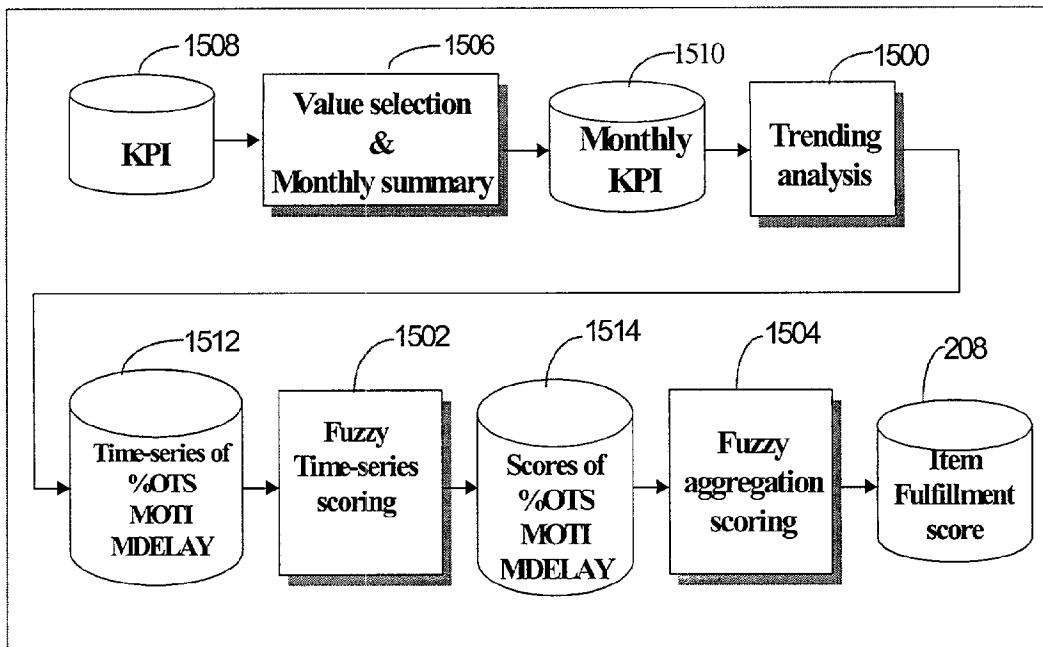 1508
1506
1510
1500
KPI
Value selection
&
Monthly summary
Monthly
KPI
Trending
analysis
1512
1502
1514
1504
208
Time-series of
%OTS
MOTI
MDELAY
Fuzzy
Time-series
scoring
Scores of
%OTS
MOTI
MDELAY
Fuzzy
aggregation
scoring
Item
Fulfillment
score